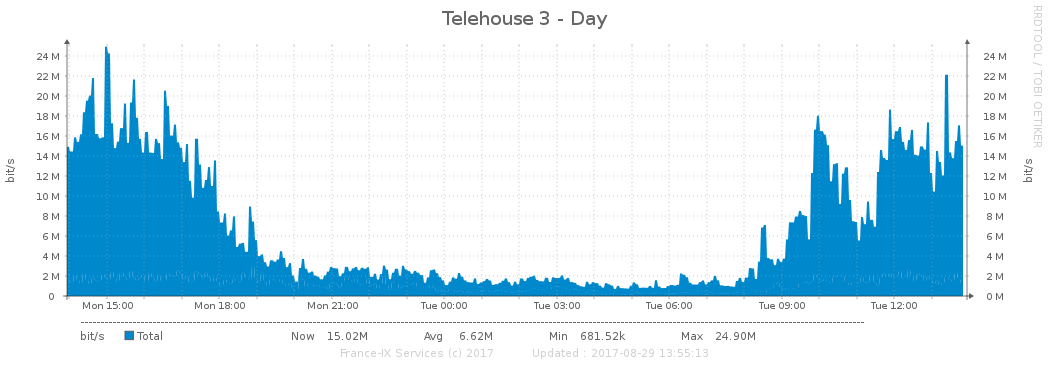 Telehouse 3 - Day
RRDTOOL / TOBI OETIKER
bit/s
24 M 24 M
22 M 22 M
20 M 20 M
18 M 18 M
16 M 16 M
14 M 14 M
12 M 12 M
10 M 10 M
8 M 8 M
6 M 6 M
4 M 4 M
2 M 2 M
0 0 M
bit/s
Mon 15:00 Mon 18:00 Mon 21:00 Tue 00:00 Tue 03:00 Tue 06:00 Tue 09:00 Tue 12:00
bit/s Total Now 15.02M Avg 6.62M Min 681.52k Max 24.90M
France-IX Services (c) 2017 Updated : 2017-08-29 13:55:13